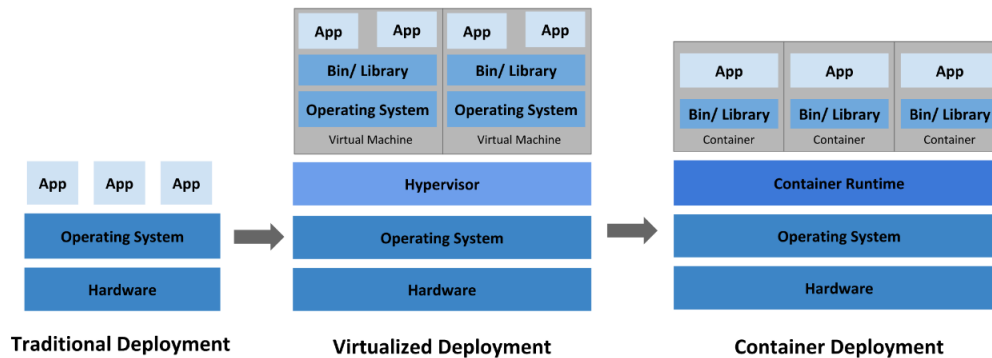 App App App
Operating System
Hardware
Traditional Deployment
App App App App
Bin/ Library Bin/ Library
Operating System Operating System
Virtual Machine Virtual Machine
Hypervisor
Operating System
Hardware
Virtualized Deployment
App App App
Bin/ Library Bin/ Library Bin/ Library
Container Container Container
Container Runtime
Operating System
Hardware
Container Deployment